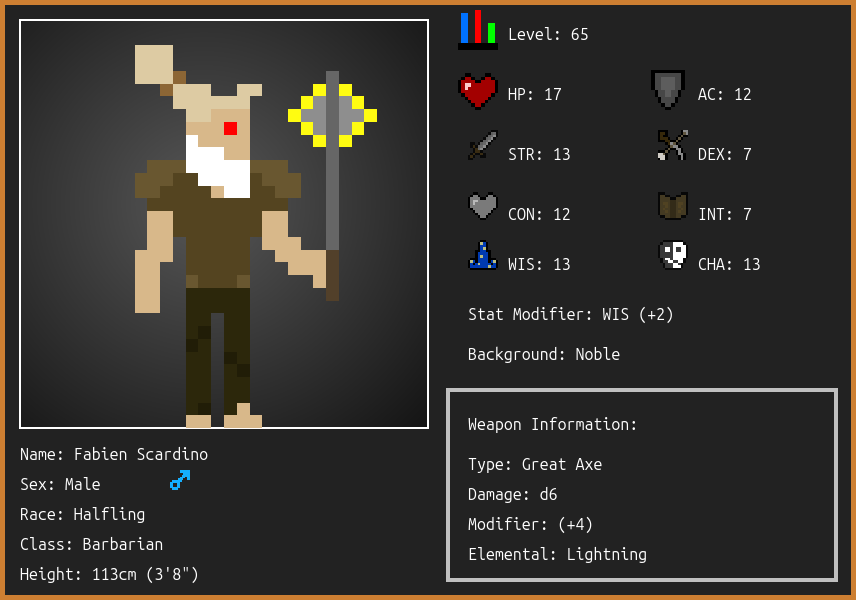 Level: 65
HP: 17
AC: 12
STR: 13
DEX: 7
CON: 12
INT: 7
WIS: 13
CHA: 13
Stat Modifier: WIS (+2)
Background: Noble
Weapon Information:
Type: Great Axe
Damage: d6
Modifier: (+4)
Elemental: Lightning
Name: Fabien Scardino
Sex: Male
Race: Halfling
Class: Barbarian
Height: 113cm (3'8")